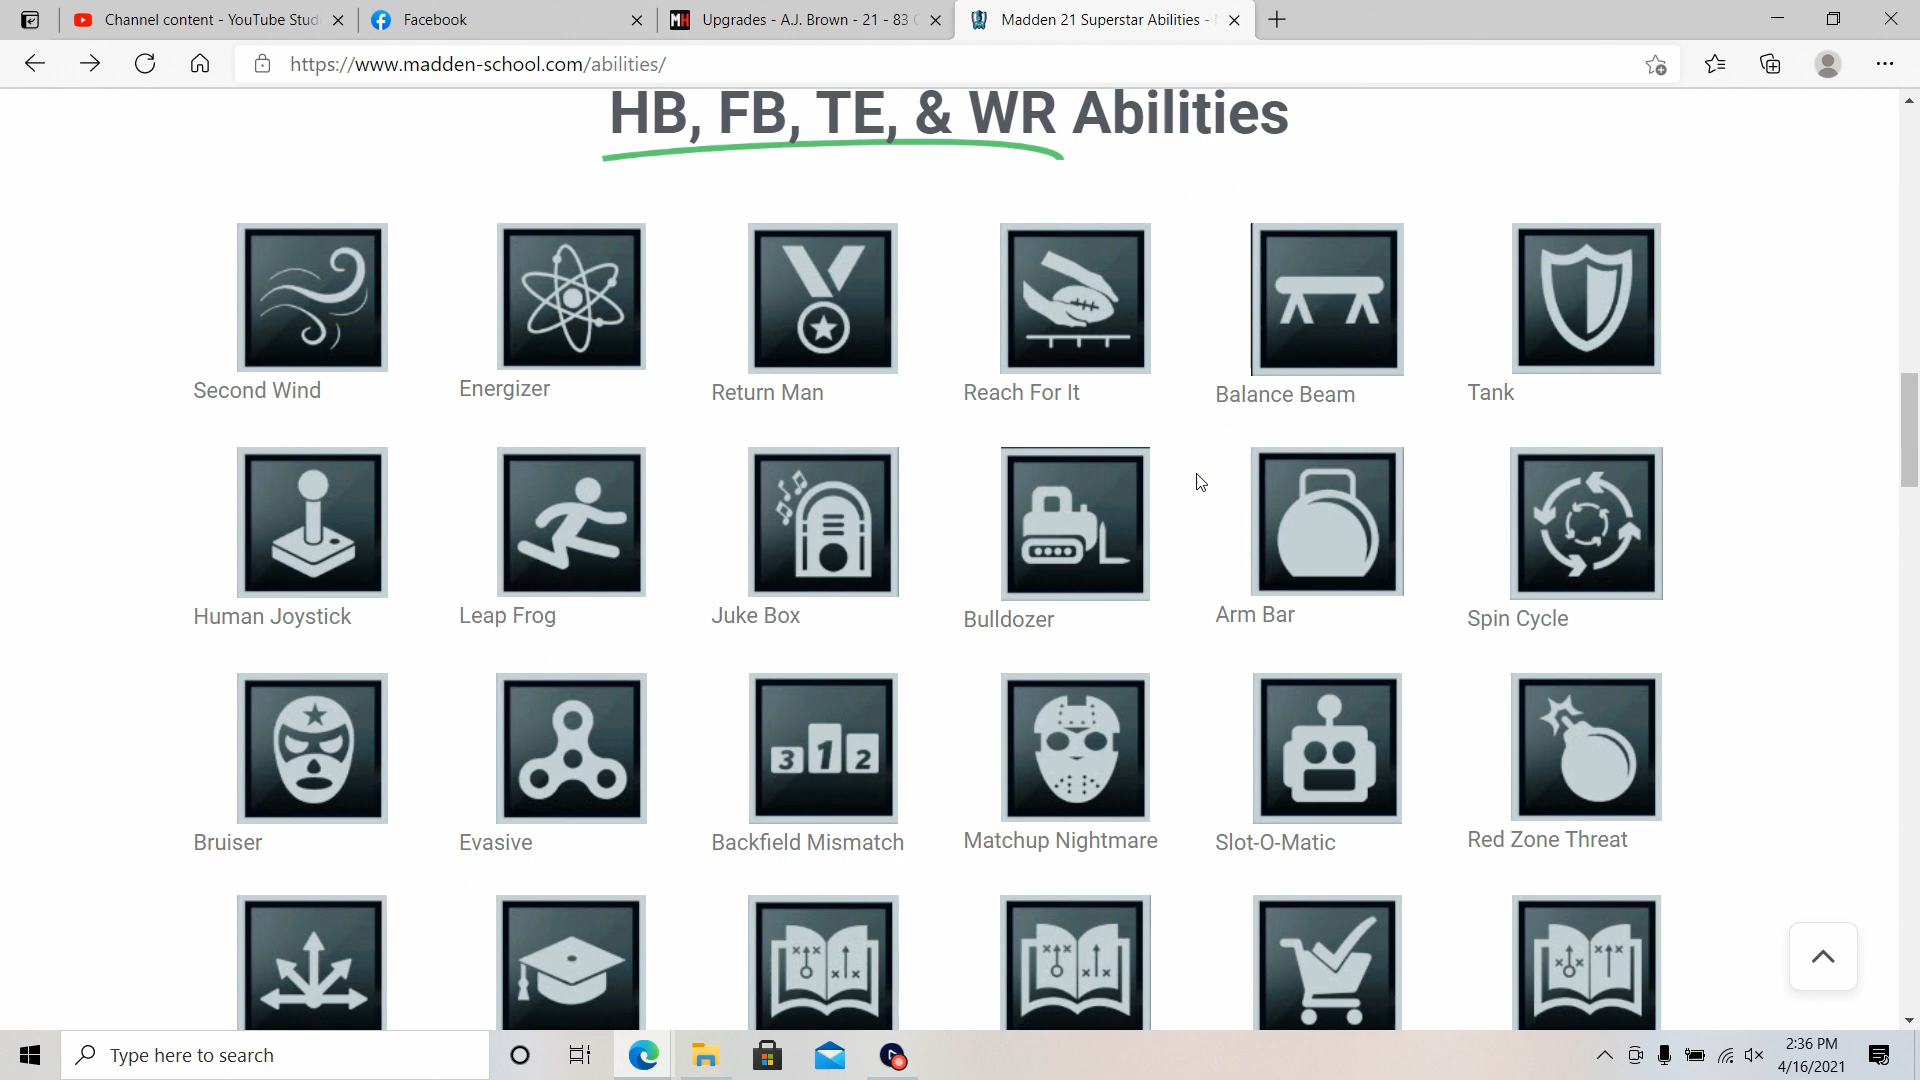 Channel content - YouTube Stud
Facebook
Upgrades - A.J. Brown - 21 - 83
Madden 21 Superstar Abilities -
https://www.madden-school.com/abilities/
HB, FB, TE, & WR Abilities
Second Wind
Energizer
Return Man
Reach For It
Balance Beam
Tank
Human Joystick
Leap Frog
Juke Box
Bulldozer
Arm Bar
Spin Cycle
3 1 2
Bruiser
Evasive
Backfield Mismatch
Matchup Nightmare
Slot-O-Matic
Red Zone Threat
Type here to search
2:36 PM
4/16/2021